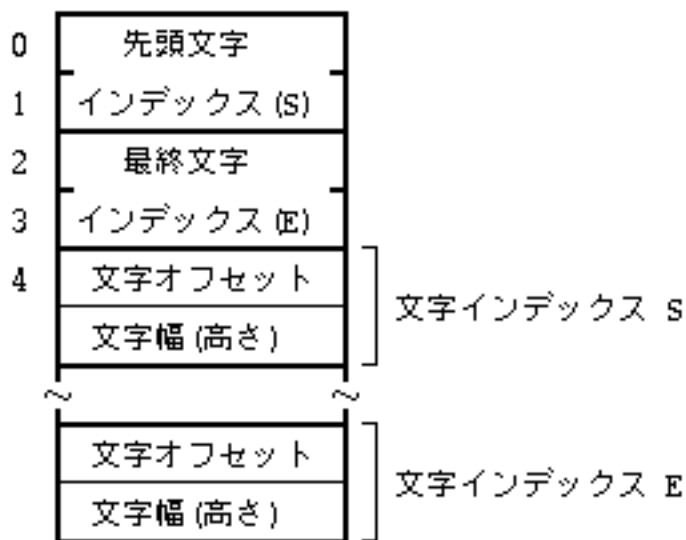 0 先頭文字
1 インデックス (S)
2 最終文字
3 インデックス (E)
4 文字オフセット
文字幅 (高さ)
文字インデックス S
文字オフセット
文字幅 (高さ)
文字インデックス E